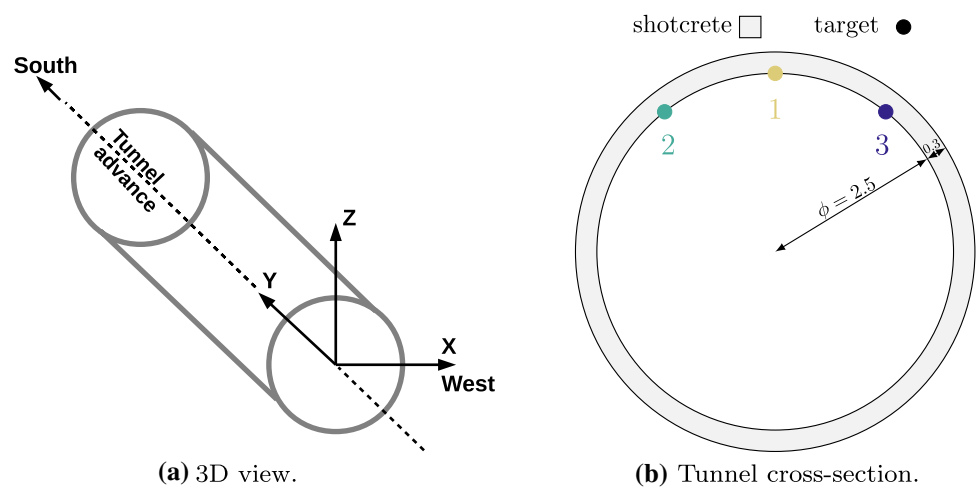 South
Tunnel
advance
Z
Y
X
West
(a) 3D view.
shotcrete
target
1
2
3
0.3
ϕ = 2.5
(b) Tunnel cross-section.